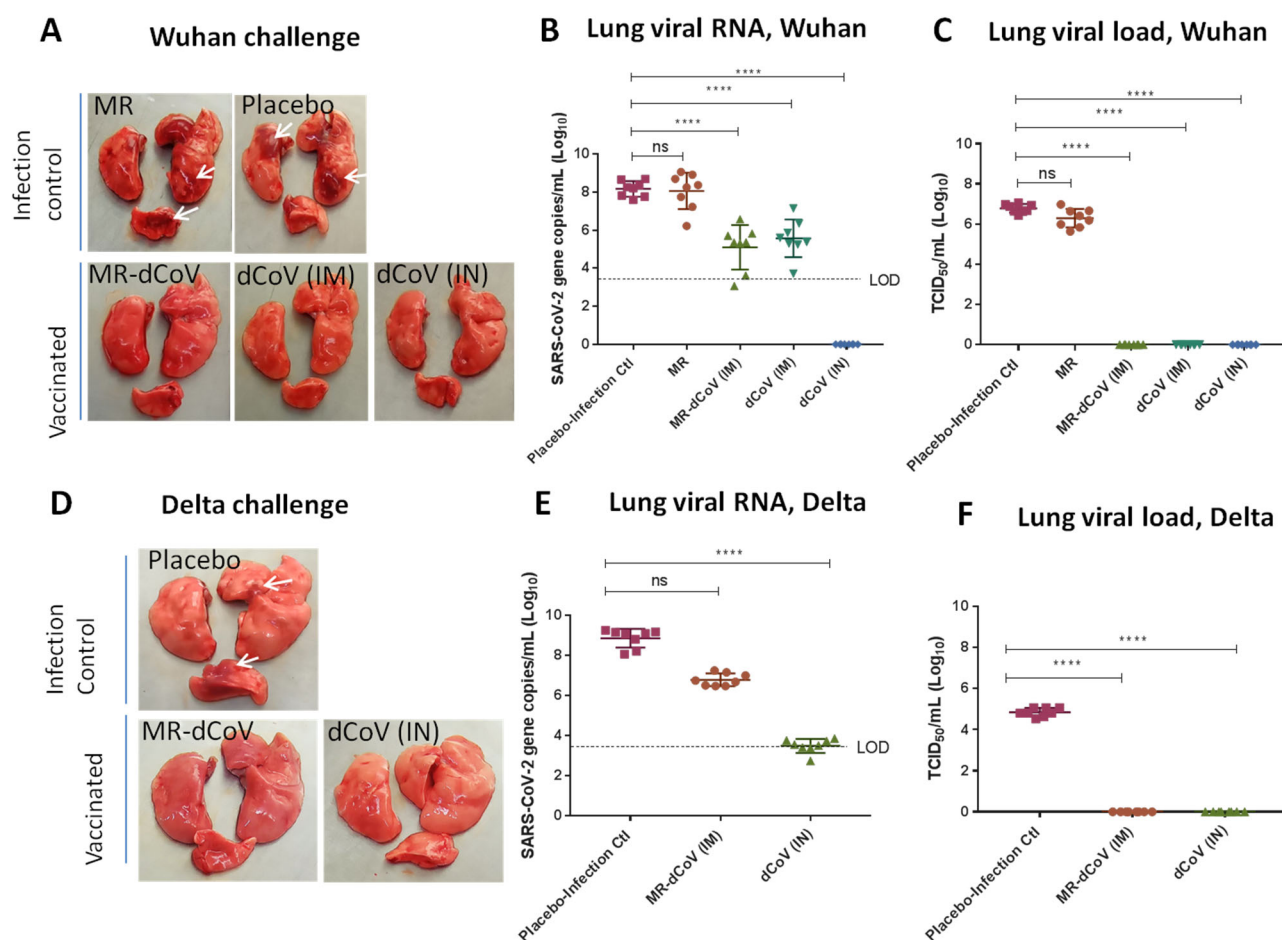 A
Wuhan challenge
Infection
control
MR
Placebo
Vaccinated
MR-dCoV
dCoV (IM)
dCoV (IN)
B
Lung viral RNA, Wuhan
SARS-CoV-2 gene copies/mL (Log10)
10
8
6
4
2
0
****
****
****
ns
LOD
Placebo-Infection Ctl
MR
MR-dCoV (IM)
dCoV (IM)
dCoV (IN)
C
Lung viral load, Wuhan
TCID50/mL (Log10)
10
8
6
4
2
0
****
****
****
ns
Placebo-Infection Ctl
MR
MR-dCoV (IM)
dCoV (IM)
dCoV (IN)
D
Delta challenge
Infection
Control
Placebo
Vaccinated
MR-dCoV
dCoV (IN)
E
Lung viral RNA, Delta
SARS-CoV-2 gene copies/mL (Log10)
10
8
6
4
2
0
****
ns
LOD
Placebo-Infection Ctl
MR-dCoV (IM)
dCoV (IN)
F
Lung viral load, Delta
TCID50/mL (Log10)
10
8
6
4
2
0
****
****
Placebo-Infection Ctl
MR-dCoV (IM)
dCoV (IN)